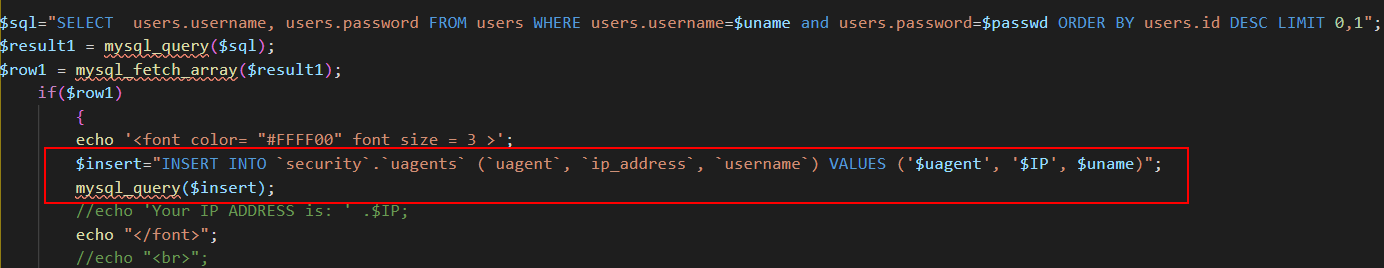 $sql="SELECT  users.username, users.password FROM users WHERE users.username=$uname and users.password=$passwd ORDER BY users.id DESC LIMIT 0,1";
$result1 = mysql_query($sql);
$row1 = mysql_fetch_array($result1);
if($row1)
{
echo '<font color= "#FFFF00" font size = 3 >';
$insert="INSERT INTO `security`.`uagents` (`uagent`, `ip_address`, `username`) VALUES ('$uagent', '$IP', $uname)";
mysql_query($insert);
//echo 'Your IP ADDRESS is: ' .$IP;
echo "</font>";
//echo "<br>";